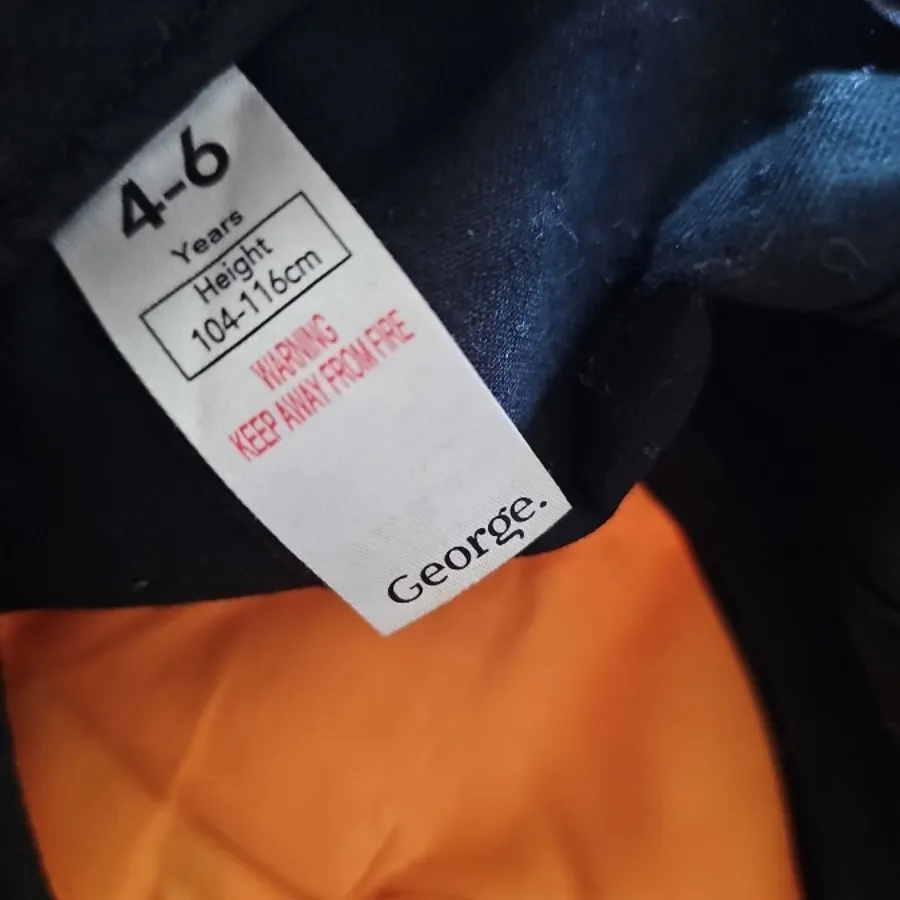 4-6
Years
Height
104-116cm
WARNING
KEEP AWAY FROM FIRE
George.